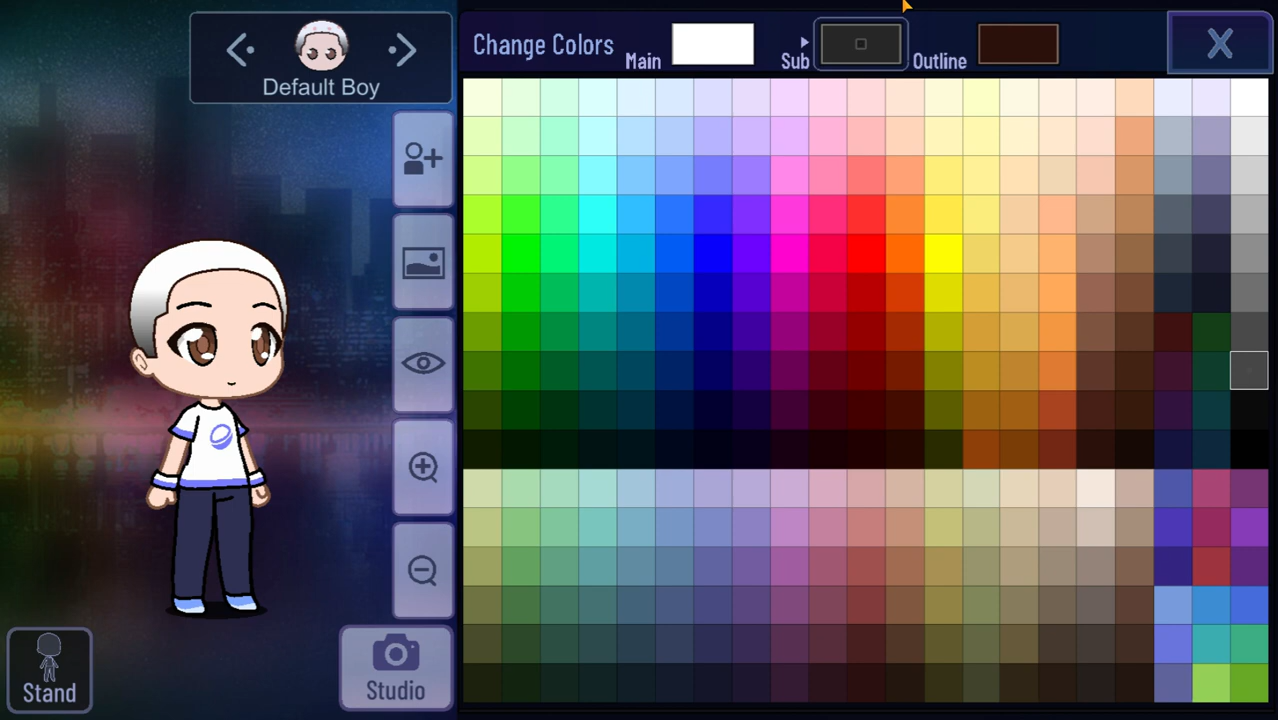 Default Boy
Change Colors
Main
Sub
Outline
Stand
Studio